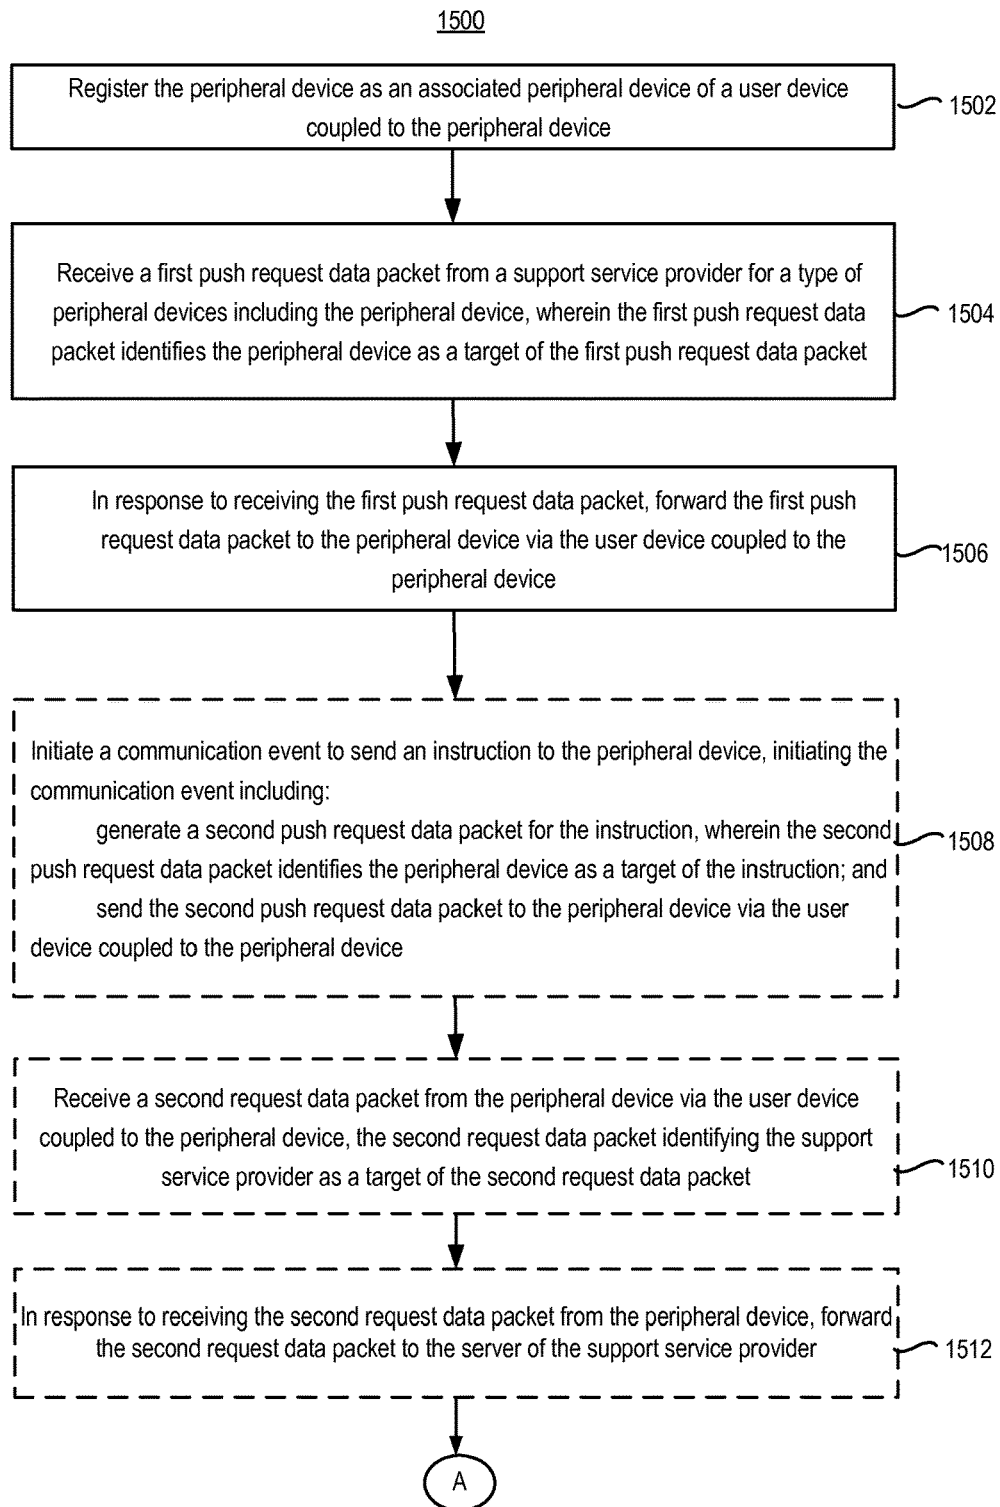 1500
Register the peripheral device as an associated peripheral device of a user device
coupled to the peripheral device
1502
Receive a first push request data packet from a support service provider for a type of
peripheral devices including the peripheral device, wherein the first push request data
packet identifies the peripheral device as a target of the first push request data packet
1504
In response to receiving the first push request data packet, forward the first push
request data packet to the peripheral device via the user device coupled to the
peripheral device
1506
Initiate a communication event to send an instruction to the peripheral device, initiating the
communication event including:
generate a second push request data packet for the instruction, wherein the second
push request data packet identifies the peripheral device as a target of the instruction; and
send the second push request data packet to the peripheral device via the user
device coupled to the peripheral device
1508
Receive a second request data packet from the peripheral device via the user device
coupled to the peripheral device, the second request data packet identifying the support
service provider as a target of the second request data packet
1510
In response to receiving the second request data packet from the peripheral device, forward
the second request data packet to the server of the support service provider
1512
A